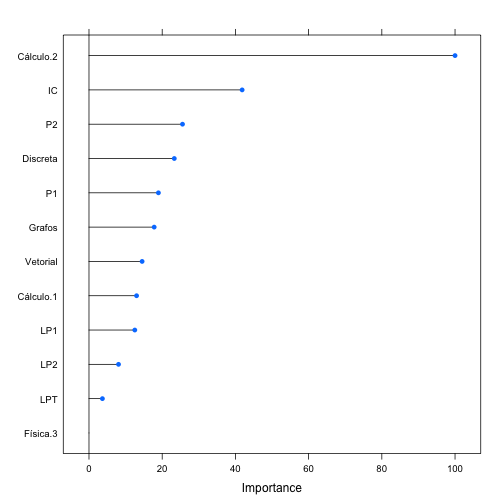 Cálculo.2
IC
P2
Discreta
P1
Grafos
Vetorial
Cálculo.1
LP1
LP2
LPT
Física.3
0 20 40 60 80 100
Importance